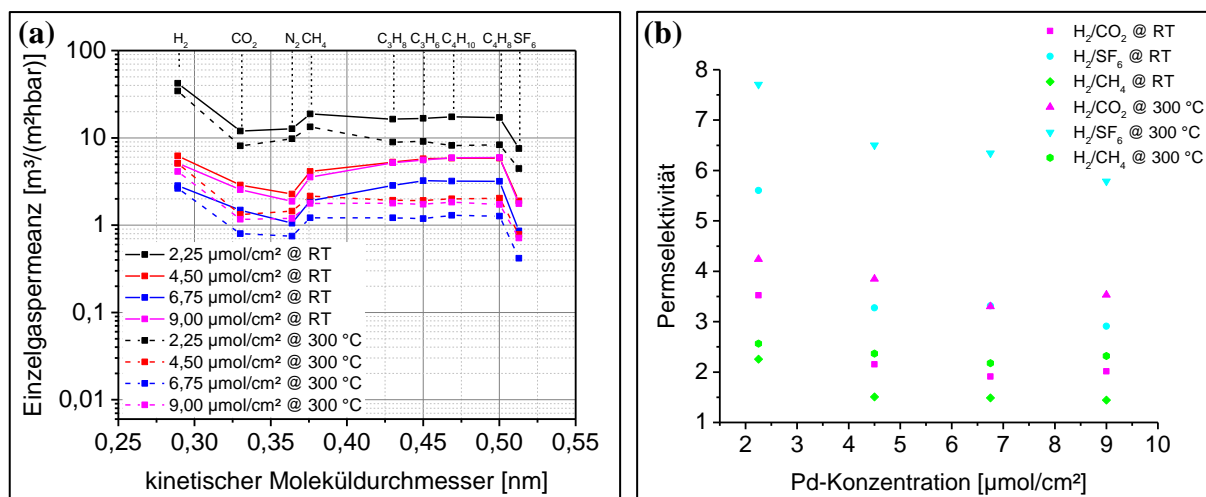 (a)
H2 CO2 N2 CH4 C3H8 C3H6 C4H10 C4H8 SF6
Einzelgaspermeanz [m³/(m²hbar)]
100
10
1
0,1
0,01
2,25 µmol/cm² @ RT
4,50 µmol/cm² @ RT
6,75 µmol/cm² @ RT
9,00 µmol/cm² @ RT
2,25 µmol/cm² @ 300 °C
4,50 µmol/cm² @ 300 °C
6,75 µmol/cm² @ 300 °C
9,00 µmol/cm² @ 300 °C
0,25 0,30 0,35 0,40 0,45 0,50 0,55
kinetischer Moleküldurchmesser [nm]
(b)
H2/CO2 @ RT
H2/SF6 @ RT
H2/CH4 @ RT
H2/CO2 @ 300 °C
H2/SF6 @ 300 °C
H2/CH4 @ 300 °C
Permselektivität
8
7
6
5
4
3
2
1
2 3 4 5 6 7 8 9 10
Pd-Konzentration [µmol/cm²]